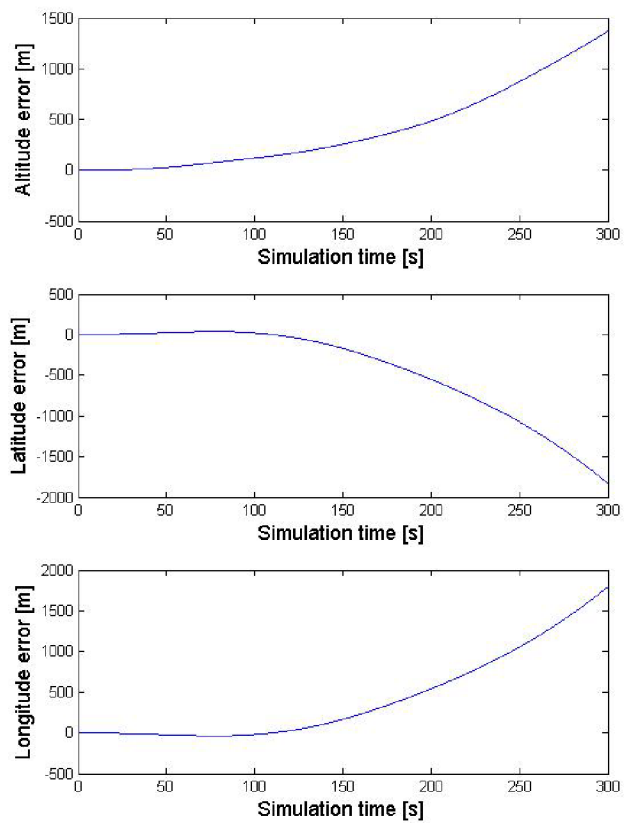 1500
1000
500
0
-500
Altitude error [m]
0 50 100 150 200 250 300
Simulation time [s]
500
0
-500
-1000
-1500
-2000
Latitude error [m]
0 50 100 150 200 250 300
Simulation time [s]
2000
1500
1000
500
0
-500
Longitude error [m]
0 50 100 150 200 250 300
Simulation time [s]